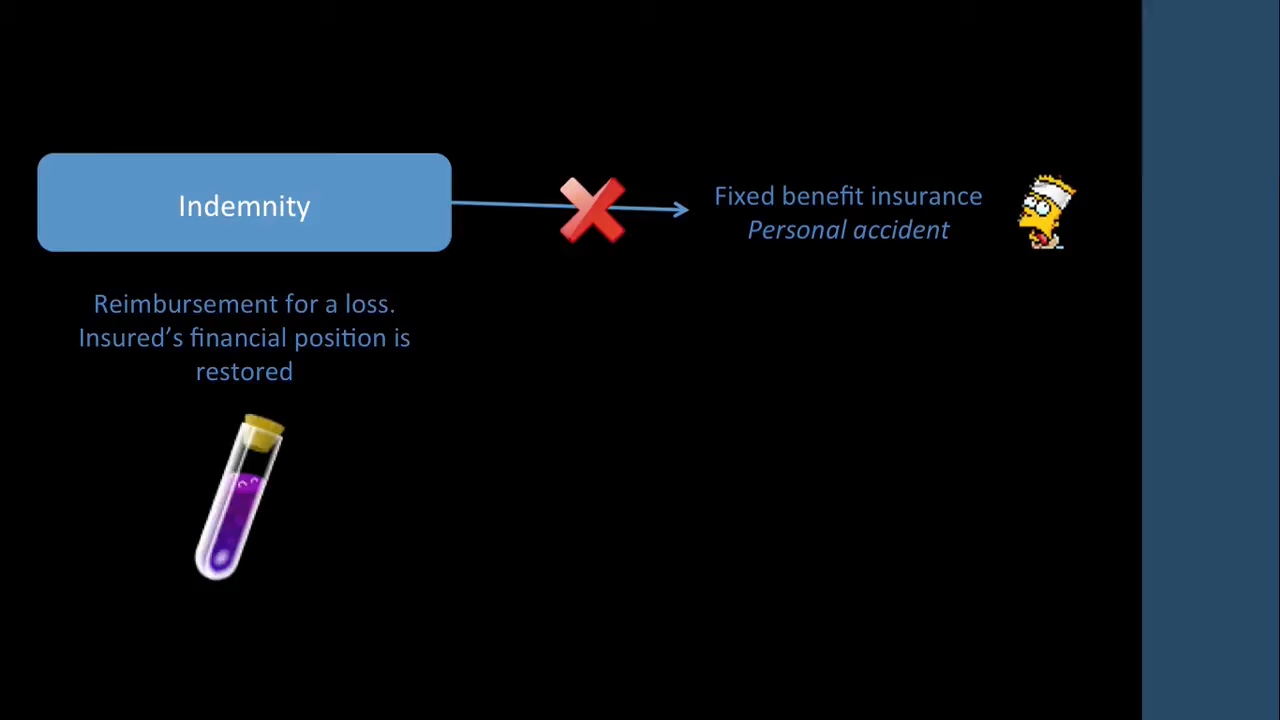 Indemnity
Fixed benefit insurance
Personal accident
Reimbursement for a loss.
Insured’s financial position is
restored